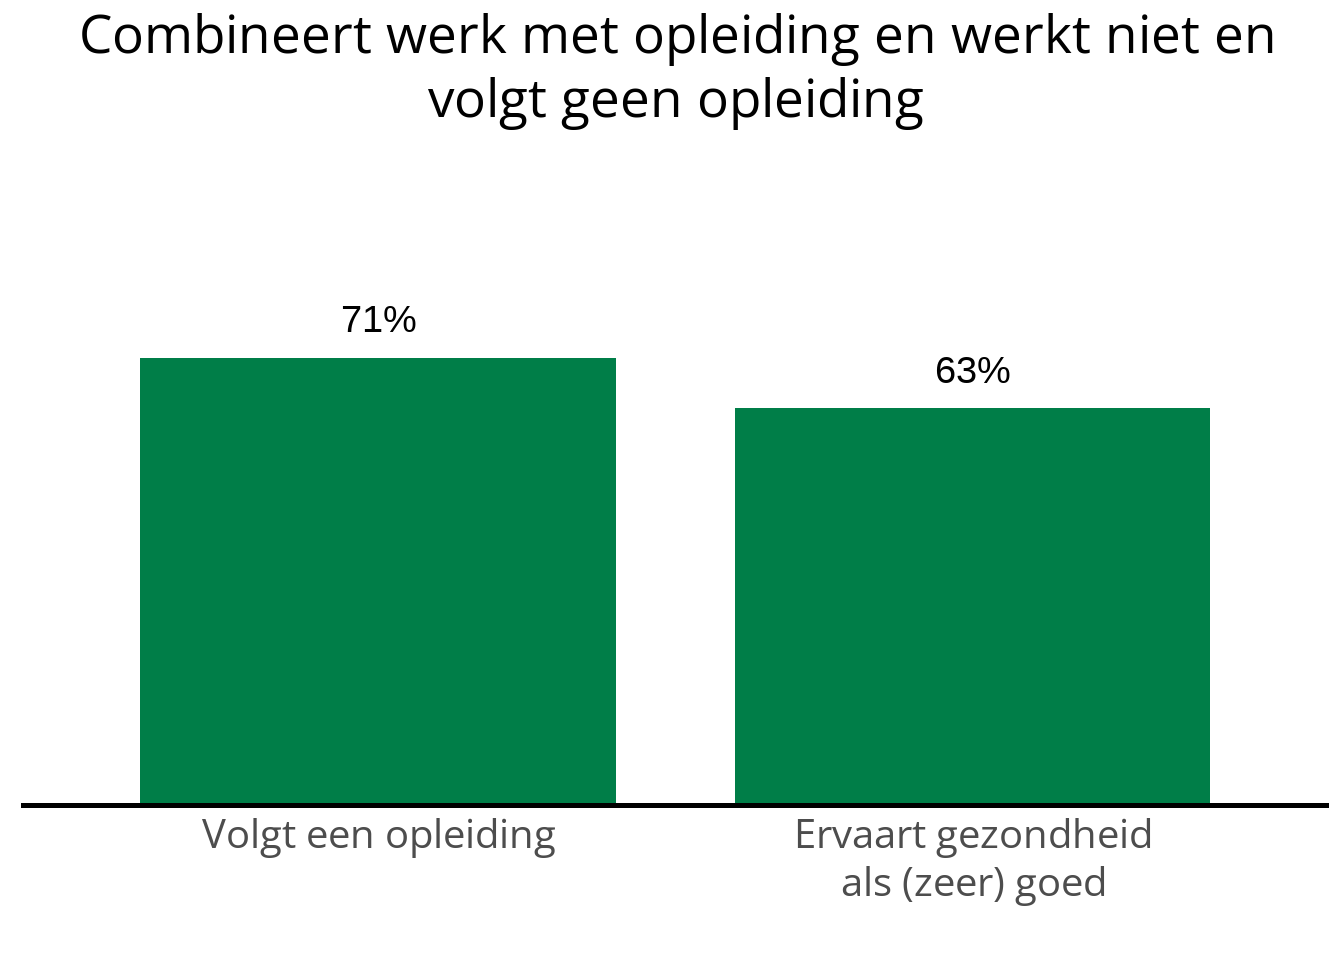 Combineert werk met opleiding en werkt niet en
volgt geen opleiding
71%
63%
Volgt een opleiding
Ervaart gezondheid
als (zeer) goed